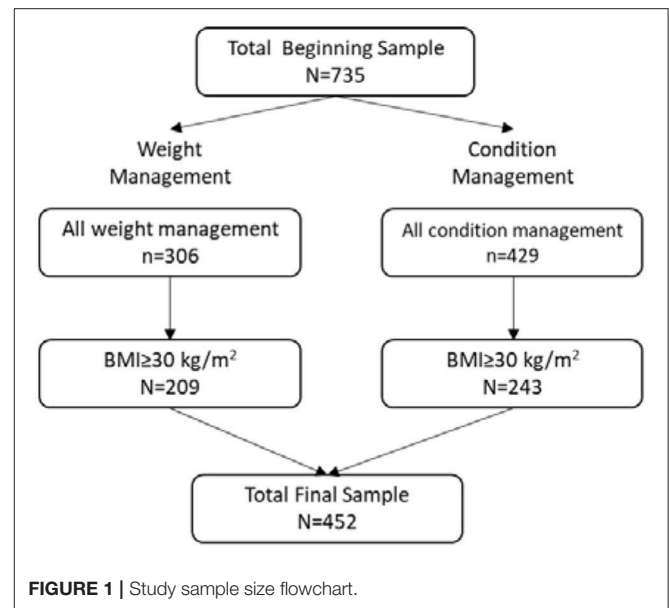 Total Beginning Sample
N=735
Weight
Management
Condition
Management
All weight management
n=306
All condition management
n=429
BMI≥30 kg/m²
N=209
BMI≥30 kg/m²
N=243
Total Final Sample
N=452
FIGURE 1 | Study sample size flowchart.